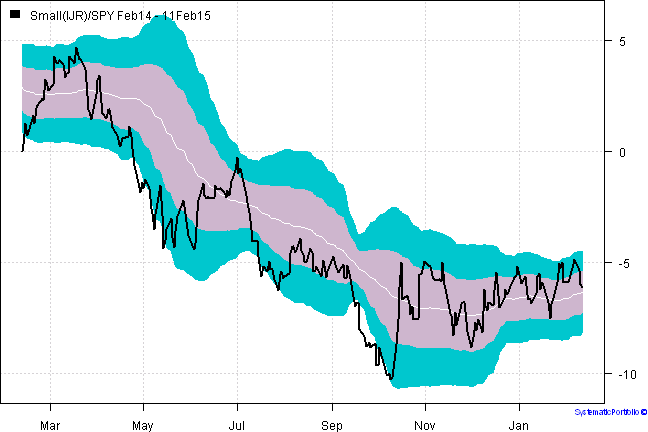 Small(IJR)/SPY Feb14 - 11Feb15
5
0
-5
-10
Mar May Jul Sep Nov Jan
SystematicPortfolio ©